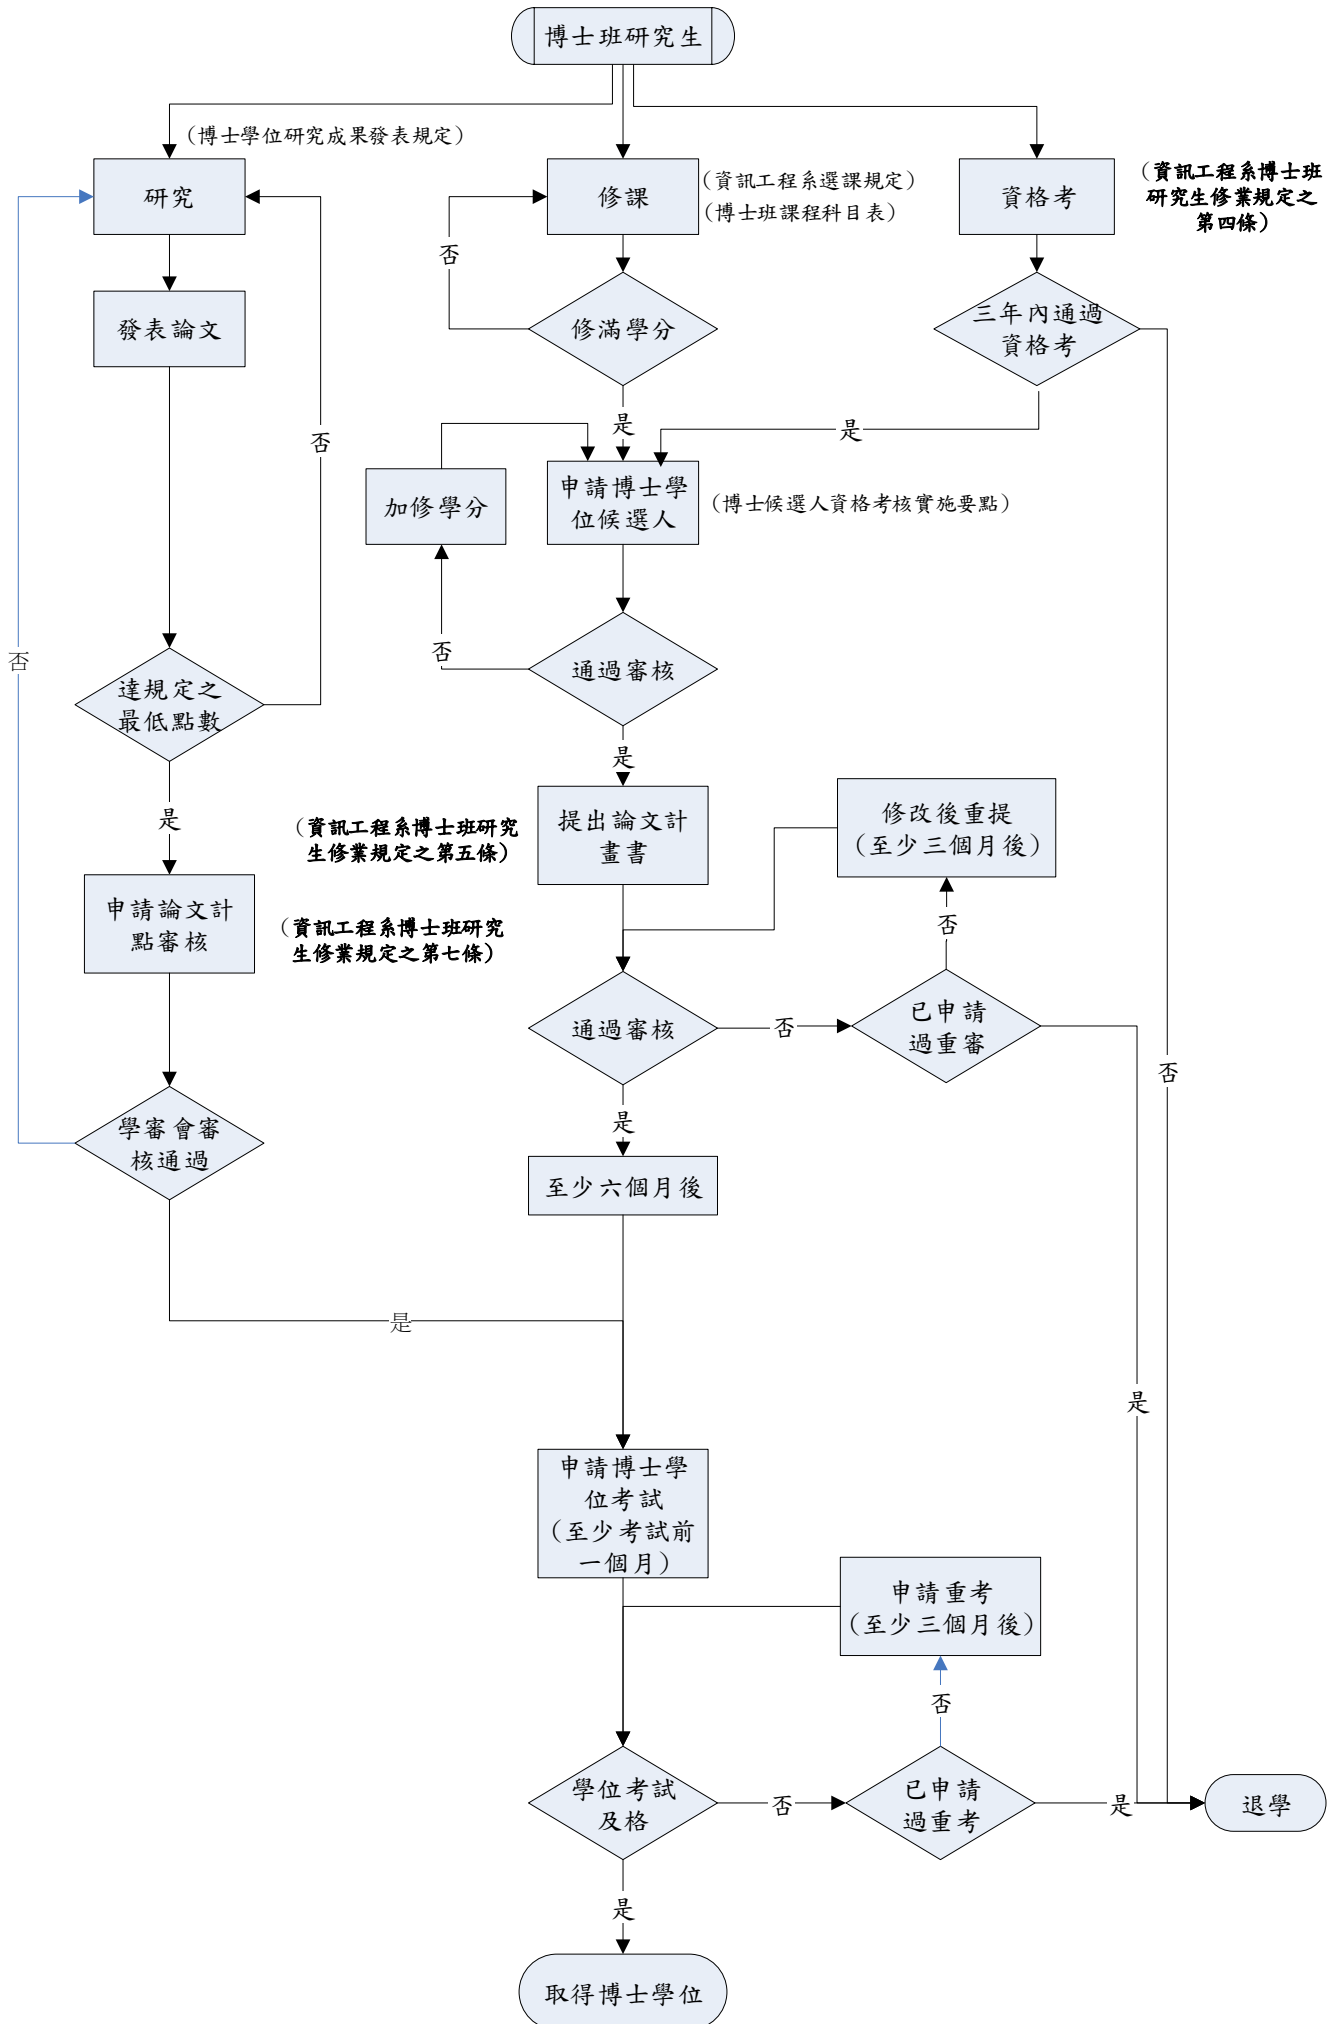 博士班研究生
(博士學位研究成果發表規定)
研究
修課
(資訊工程系選課規定)
(博士班課程科目表)
資格考
(資訊工程系博士班
研究生修業規定之
第四條)
否
發表論文
修滿學分
三年內通過
資格考
否
是
是
加修學分
申請博士學
位候選人
(博士候選人資格考核實施要點)
否
否
通過審核
達規定之
最低點數
是
是
(資訊工程系博士班研究
生修業規定之第五條)
提出論文計
畫書
修改後重提
(至少三個月後)
申請論文計
點審核
(資訊工程系博士班研究
生修業規定之第七條)
否
通過審核
否
已申請
過重審
否
學審會審
核通過
是
至少六個月後
是
是
申請博士學
位考試
(至少考試前
一個月)
申請重考
(至少三個月後)
否
學位考試
及格
否
已申請
過重考
是
退學
是
取得博士學位